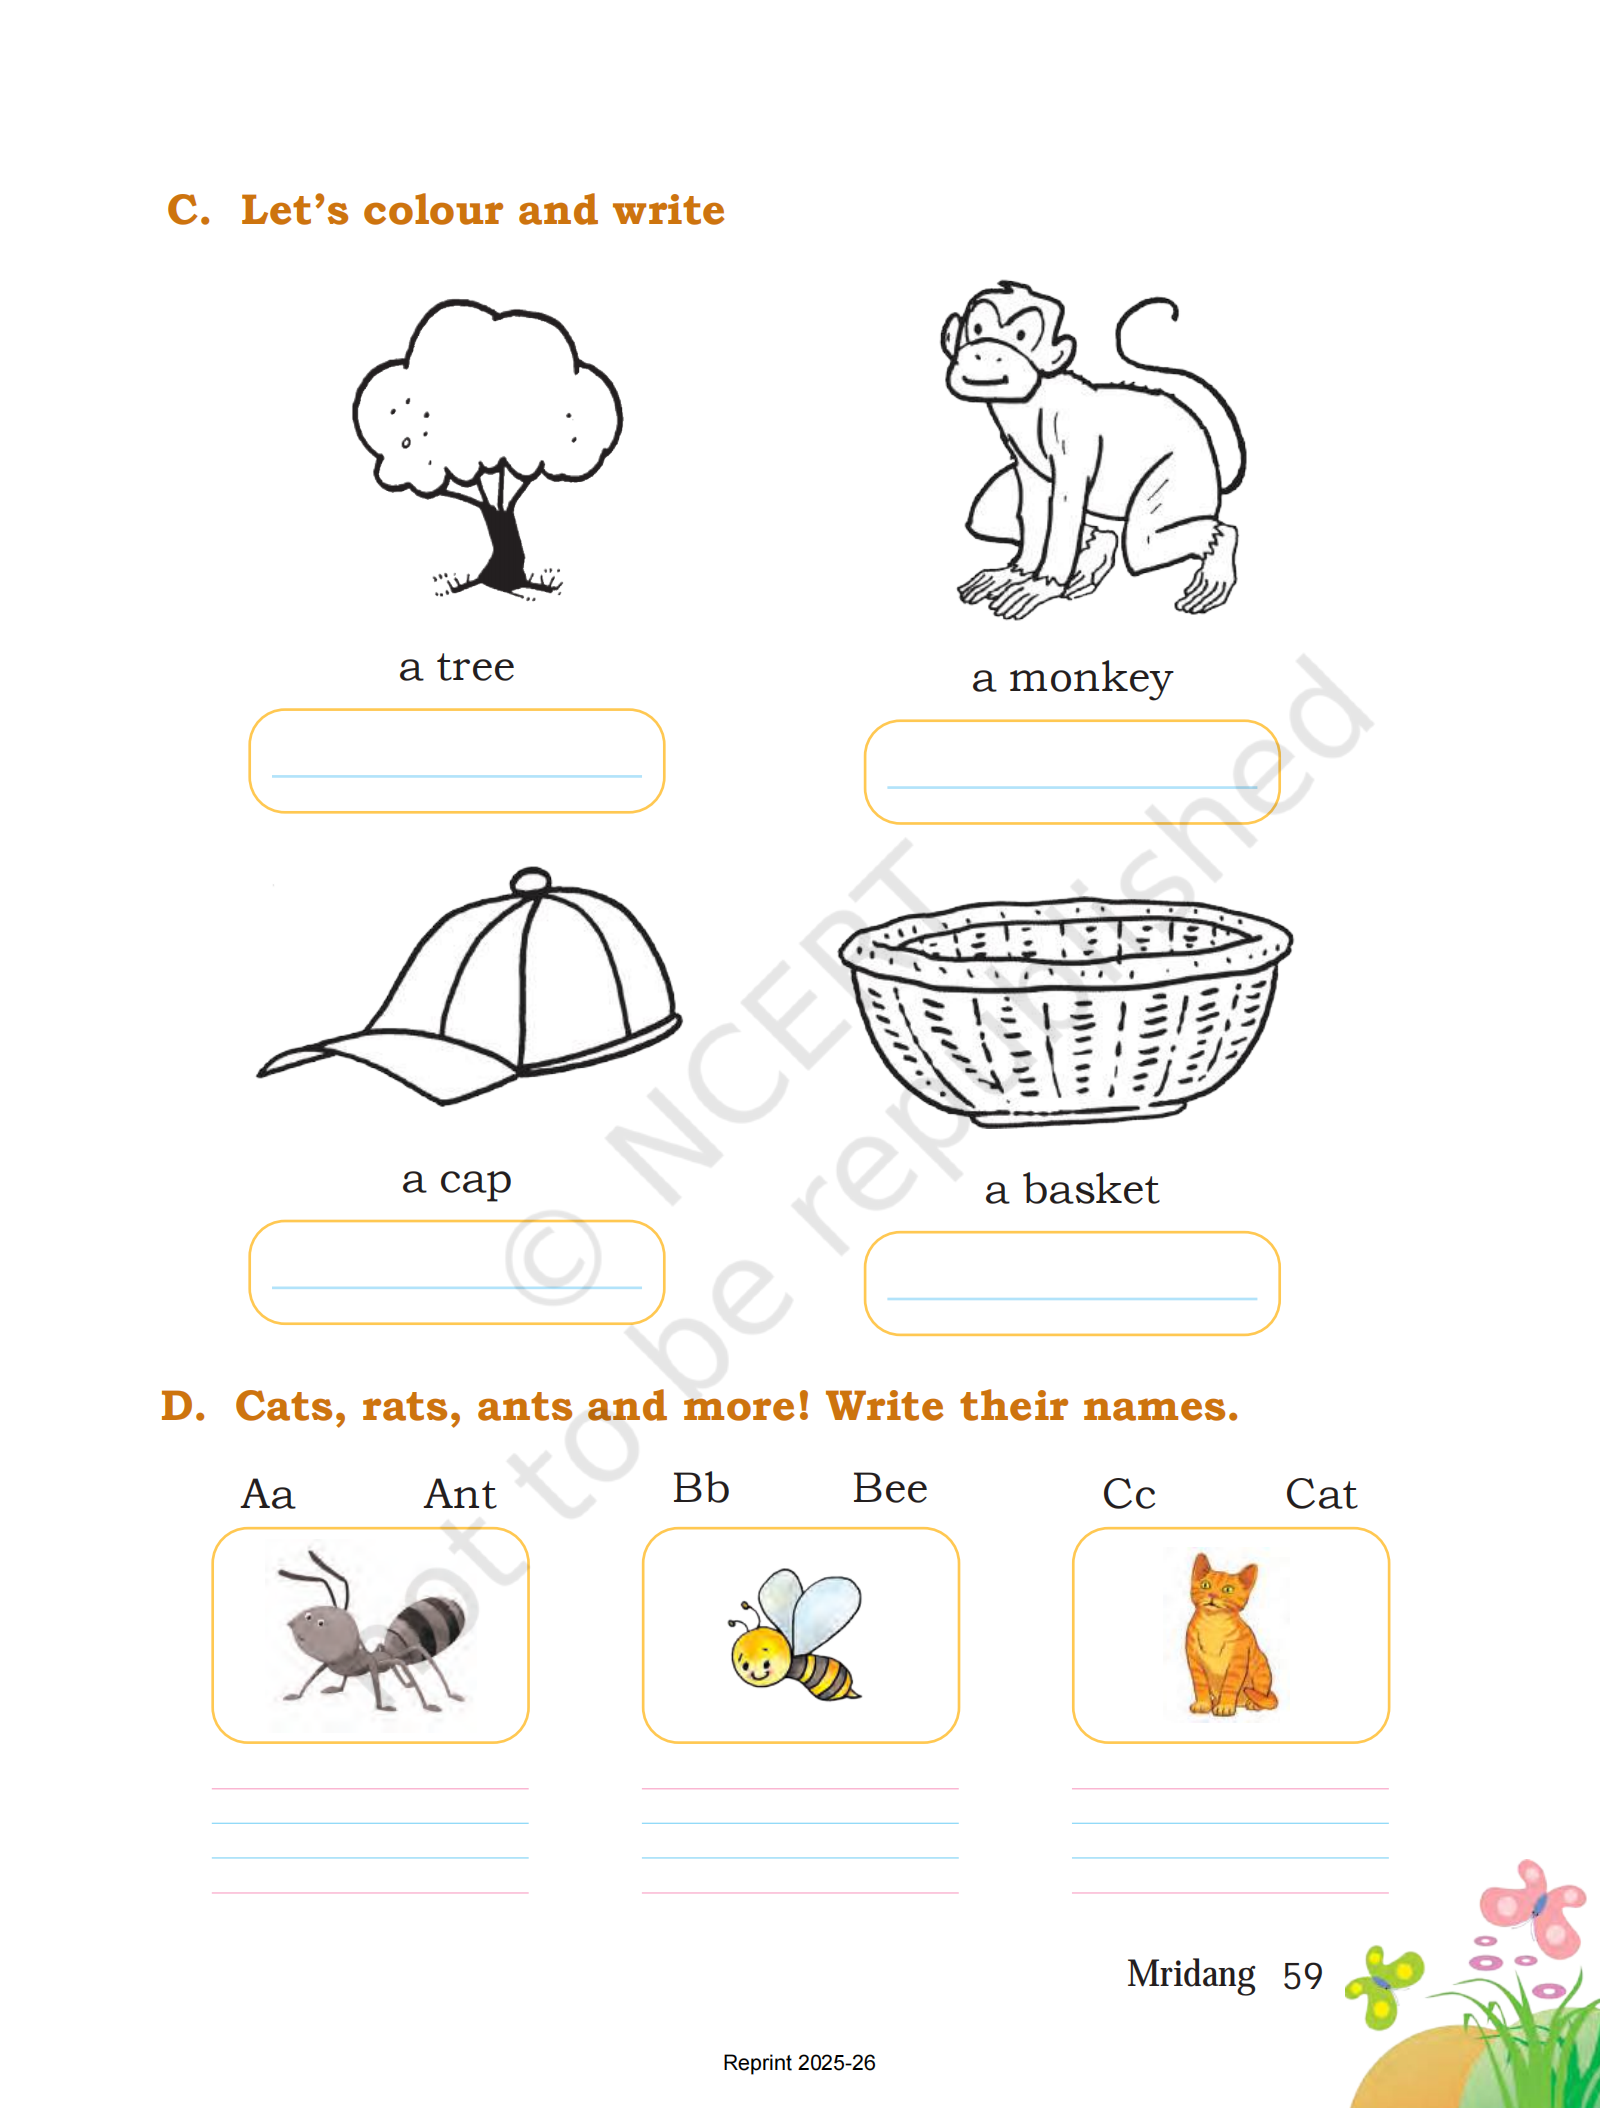 C. Let's colour and write
a tree
a monkey
a cap
a basket
D. Cats, rats, ants and more! Write their names.
Aa Ant
Bb Bee
Cc Cat
© NCERT
not to be republished
Mridang 59
Reprint 2025-26